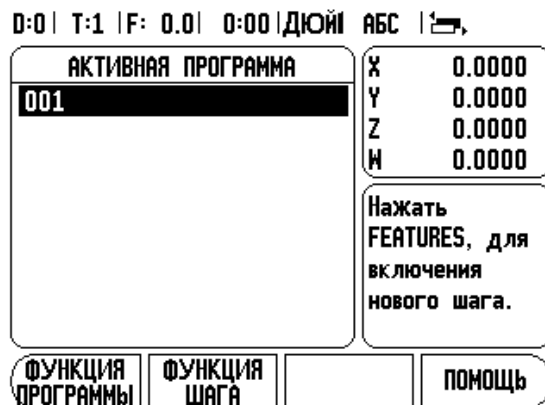 D:0 | T:1 | F: 0.0 | 0:00 | ДЮЙМ АБС
АКТИВНАЯ ПРОГРАММА
001
X 0.0000
Y 0.0000
Z 0.0000
W 0.0000
Нажать
FEATURES, для
включения
нового шага.
ФУНКЦИЯ
ПРОГРАММЫ
ФУНКЦИЯ
ШАГА
ПОМОЩЬ